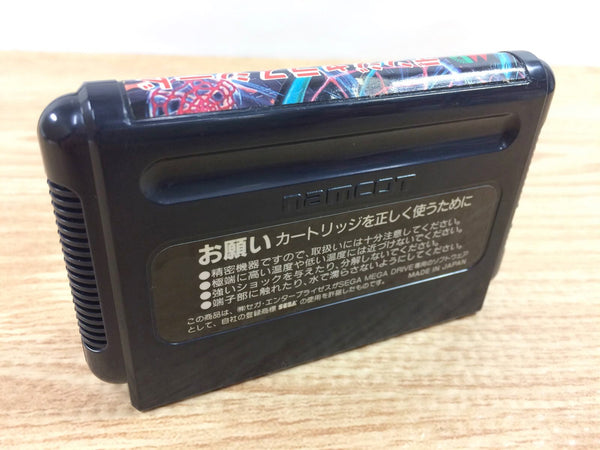 namcot
お願い カートリッジを正しく使うために
●精密機器ですので、取扱いには十分注意してください。
●極端に高い温度や低い温度には近づけないでください。
●強いショックを与えたり、分解しないでください。
●端子部に触れたり、水で濡らさないようにしてください。
この商品は、㈱セガ・エンタープライゼスがSEGA MEGA DRIVE専用のソフトウェア
として、自社の登録商標 SEGA の使用を許諾したものです。
MADE IN JAPAN